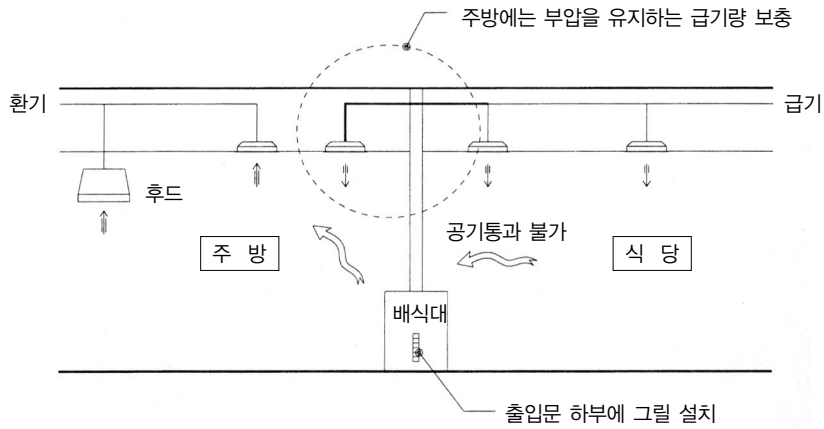 주방에는 부압을 유지하는 급기량 보충
환기
급기
후드
공기통과 불가
주 방
식 당
배식대
출입문 하부에 그릴 설치